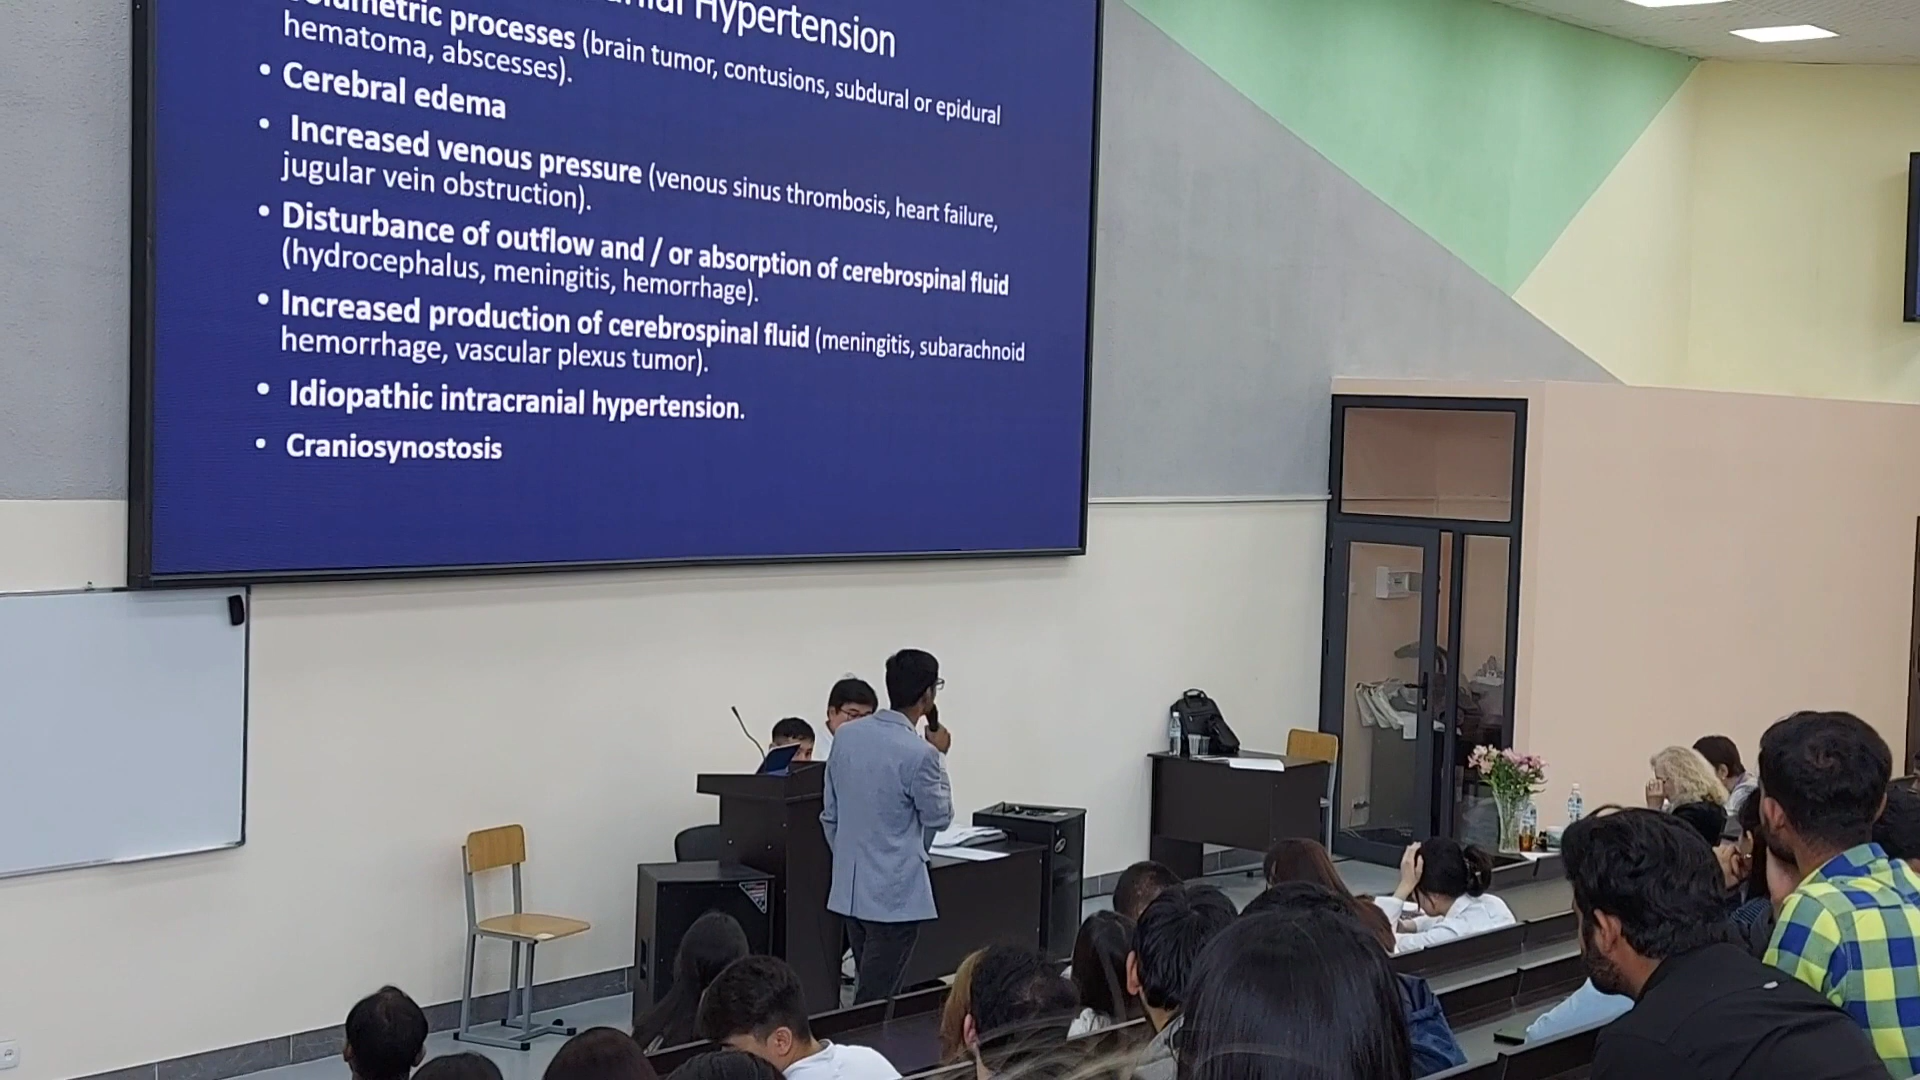 Hypertension
processes (brain tumor, contusions, subdural or epidural
hematoma, abscesses).
• Cerebral edema
• Increased venous pressure (venous sinus thrombosis, heart failure,
jugular vein obstruction).
• Disturbance of outflow and / or absorption of cerebrospinal fluid
(hydrocephalus, meningitis, hemorrhage).
• Increased production of cerebrospinal fluid (meningitis, subarachnoid
hemorrhage, vascular plexus tumor).
• Idiopathic intracranial hypertension.
• Craniosynostosis